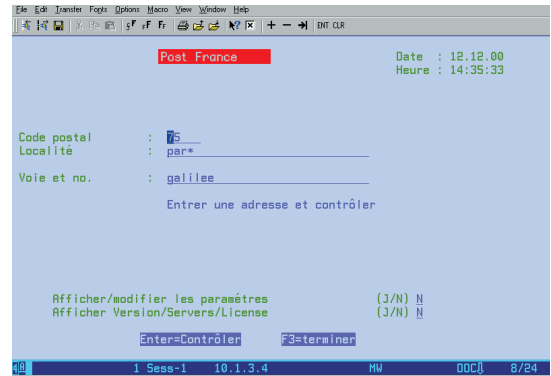 File Edit Transfer Fonts Options Macro View Window Help
ENT CLR
Post France
Date : 12.12.00
Heure : 14:35:33
Code postal : 75
Localité : par*
Voie et no. : galilee
Entrer une adresse et contrôler
Afficher/modifier les paramétres (J/N) N
Afficher Version/Servers/License (J/N) N
Enter=Contrôler F3=terminer
1 Sess-1 10.1.3.4 MW DOC 8/24